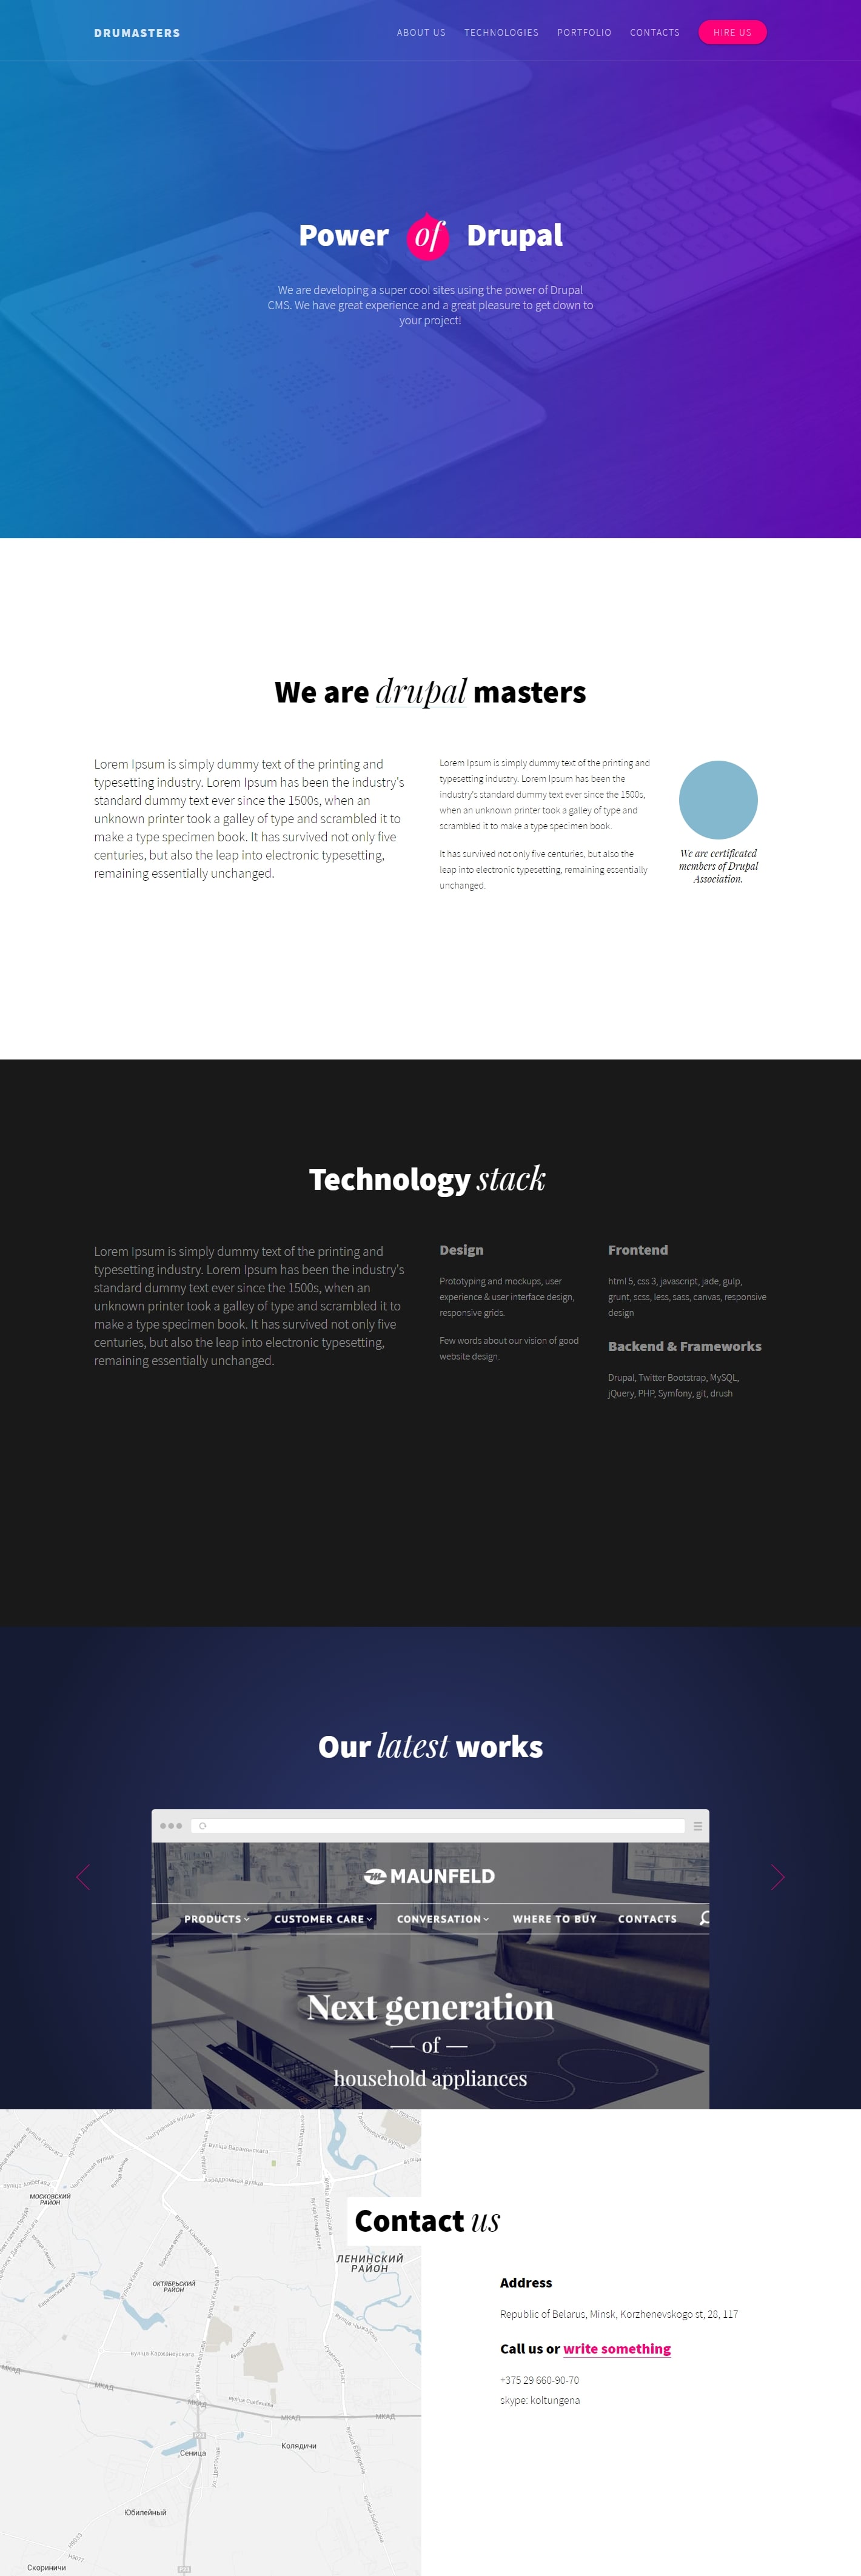 DRUMASTERS
ABOUT US TECHNOLOGIES PORTFOLIO CONTACTS HIRE US
Power of Drupal
We are developing a super cool sites using the power of Drupal
CMS. We have great experience and a great pleasure to get down to
your project!
We are drupal masters
Lorem Ipsum is simply dummy text of the printing and
typesetting industry. Lorem Ipsum has been the industry's
standard dummy text ever since the 1500s, when an
unknown printer took a galley of type and scrambled it to
make a type specimen book. It has survived not only five
centuries, but also the leap into electronic typesetting,
remaining essentially unchanged.
Lorem Ipsum is simply dummy text of the printing and
typesetting industry. Lorem Ipsum has been the
industry's standard dummy text ever since the 1500s,
when an unknown printer took a galley of type and
scrambled it to make a type specimen book.
It has survived not only five centuries, but also the
leap into electronic typesetting, remaining essentially
unchanged.
We are certificated
members of Drupal
Association.
Technology stack
Lorem Ipsum is simply dummy text of the printing and
typesetting industry. Lorem Ipsum has been the industry's
standard dummy text ever since the 1500s, when an
unknown printer took a galley of type and scrambled it to
make a type specimen book. It has survived not only five
centuries, but also the leap into electronic typesetting,
remaining essentially unchanged.
Design
Prototyping and mockups, user
experience & user interface design,
responsive grids.
Few words about our vision of good
website design.
Frontend
html 5, css 3, javascript, jade, gulp,
grunt, scss, less, sass, canvas, responsive
design
Backend & Frameworks
Drupal, Twitter Bootstrap, MySQL,
jQuery, PHP, Symfony, git, drush
Our latest works
MAUNFELD
PRODUCTS CUSTOMER CARE CONVERSATION WHERE TO BUY CONTACTS
Next generation
of
household appliances
Contact us
Address
Republic of Belarus, Minsk, Korzhenevskogo st, 28, 117
Call us or write something
+375 29 660-90-70
skype: koltungena
МОСКОВСКИЙ
РАЙОН
ЛЕНИНСКИЙ
РАЙОН
ОКТЯБРЬСКИЙ
РАЙОН
МКАД
МКАД
МКАД
МКАД
МКАД
Колядичи
Сеница
Юбилейный
Скориничи